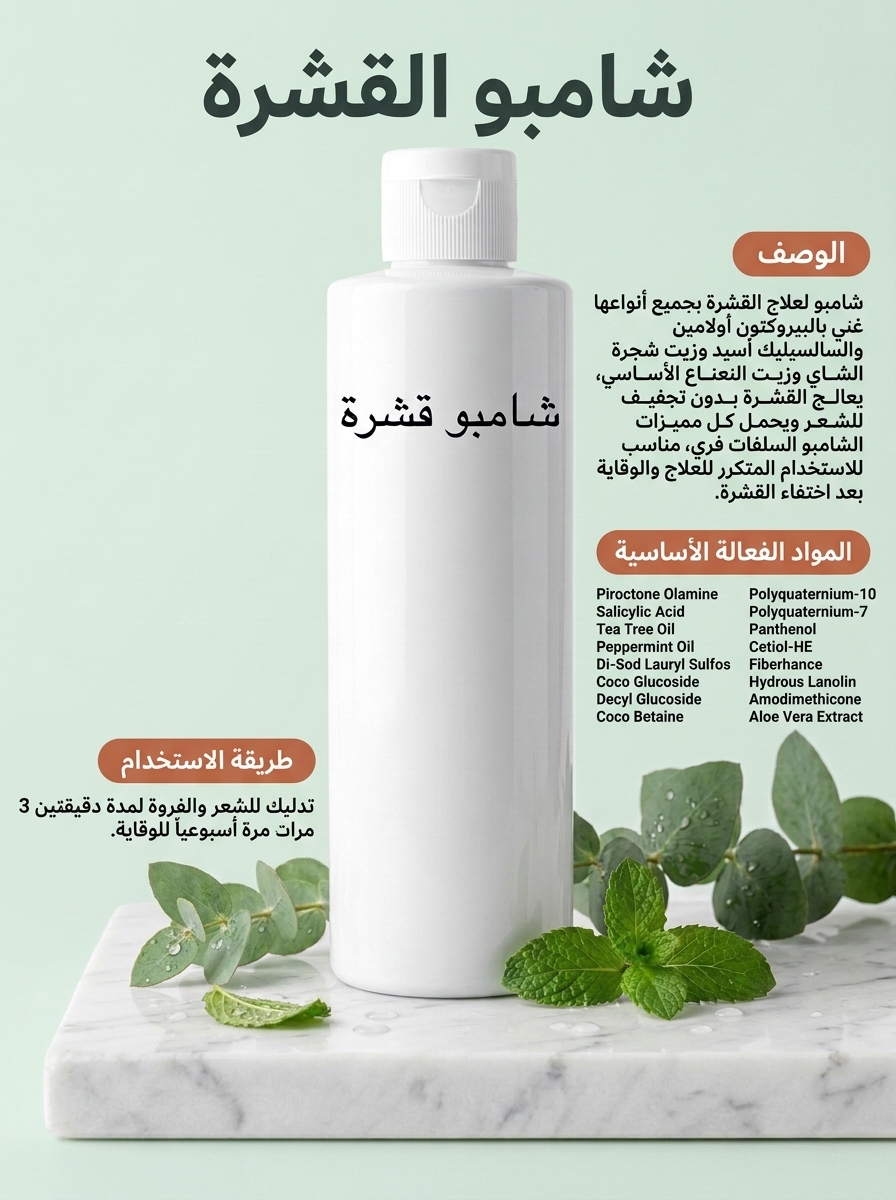 شامبو القشرة
شامبو قشرة
الوصف
شامبو لعلاج القشرة بجميع أنواعها
غني بالبيروكتون أولامين
والسالسيليك أسيد وزيت شجرة
الشاي وزيت النعناع الأساسي،
يعالج القشرة بدون تجفيف
للشعر ويحمل كل مميزات
الشامبو السلفات فري، مناسب
للاستخدام المتكرر للعلاج والوقاية
بعد اختفاء القشرة.
المواد الفعالة الأساسية
Piroctone Olamine
Salicylic Acid
Tea Tree Oil
Peppermint Oil
Di-Sod Lauryl Sulfos
Coco Glucoside
Decyl Glucoside
Coco Betaine
Polyquaternium-10
Polyquaternium-7
Panthenol
Cetiol-HE
Fiberhance
Hydrous Lanolin
Amodimethicone
Aloe Vera Extract
طريقة الاستخدام
تدليك للشعر والفروة لمدة دقيقتين 3
مرات مرة أسبوعياً للوقاية.